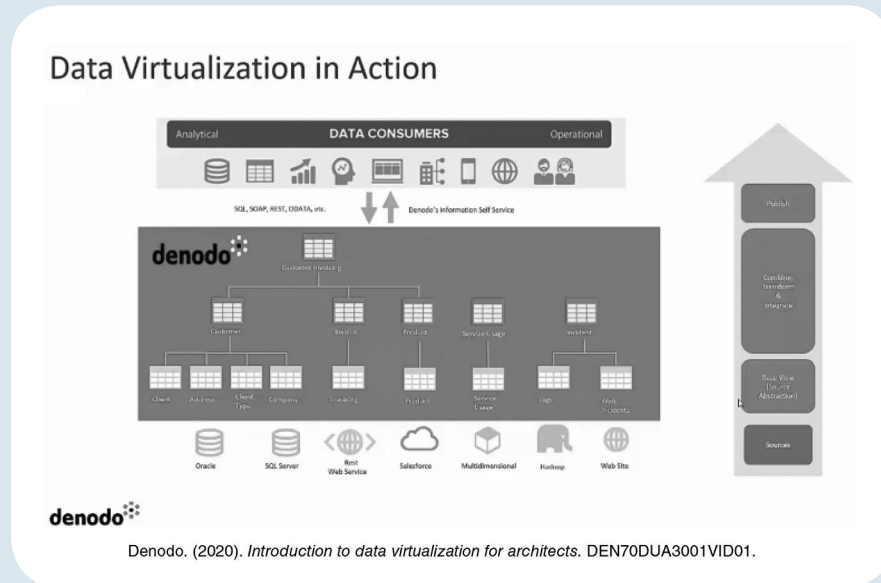 Data Virtualization in Action
Analytical DATA CONSUMERS Operational
SQL, SOAP, REST, ODATA, etc.
Denodo's Information Self Service
denodo
Customer Invoicing
Customer Invoice Product Service Usage Incident
Client Address Client Type Company Invoicing Product Service Usage Logs Web Incidents
Oracle SQL Server Rest Web Service Salesforce Multidimensional Hadoop Web Site
Publish
Combine,
Transform
&
Integrate
Base View
(Source
Abstraction)
Sources
denodo
Denodo. (2020). Introduction to data virtualization for architects. DEN70DUA3001VID01.